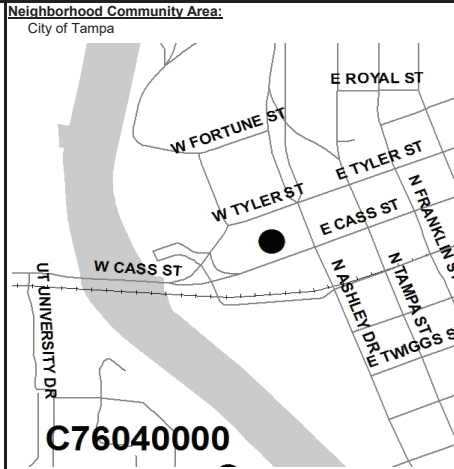 Neighborhood Community Area:
City of Tampa
E ROYAL ST
W FORTUNE ST
E TYLER ST
W TYLER ST
N FRANKLIN ST
E CASS ST
W CASS ST
UT UNIVERSITY DR
N ASHLEY DR
N TAMPA ST
E TWIGGS S
C76040000